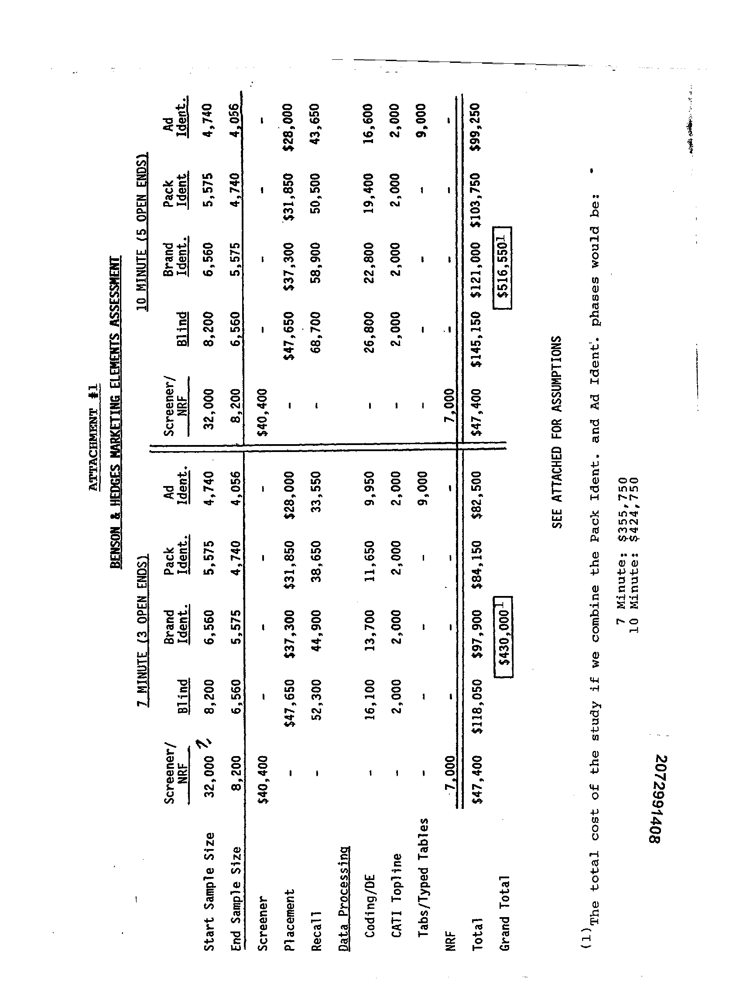 ATTACHMENT #1
BENSON & HEDGES MARKETING ELEMENTS ASSESSMENT
7 MINUTE (3 OPEN ENDS) 10 MINUTE (5 OPEN ENDS)
Screener/ Brand Pack Ad Screener/ Brand Pack Ad
NRF Blind Ident. Ident. Ident. NRF Blind Ident. Ident Ident.
Start Sample Size 32,000 8,200 6,560 5,575 4,740 32,000 8,200 6,560 5,575 4,740
End Sample Size 8,200 6,560 5,575 4,740 4,056 8,200 6,560 5,575 4,740 4,056
Screener $40,400 - - - - $40,400 - - - -
Placement - $47,650 $37,300 $31,850 $28,000 - $47,650 $37,300 $31,850 $28,000
Recall - 52,300 44,900 38,650 33,550 - 68,700 58,900 50,500 43,650
Data Processing
Coding/DE - 16,100 13,700 11,650 9,950 - 26,800 22,800 19,400 16,600
CATI Topline - 2,000 2,000 2,000 2,000 - 2,000 2,000 2,000 2,000
Tabs/Typed Tables - - - - 9,000 - - - - 9,000
NRF 7,000 - - - - 7,000 - - - -
Total $47,400 $118,050 $97,900 $84,150 $82,500 $47,400 $145,150 $121,000 $103,750 $99,250
Grand Total $430,000¹ $516,550¹
SEE ATTACHED FOR ASSUMPTIONS
(1) The total cost of the study if we combine the Pack Ident. and Ad Ident. phases would be:
7 Minute: $355,750
10 Minute: $424,750
2072991408